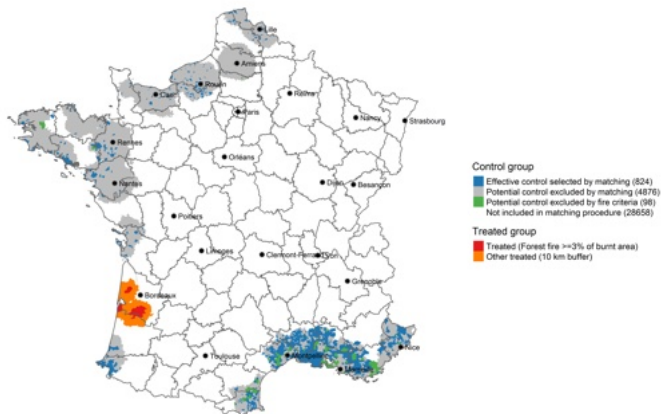 Lille
Amiens
Rouen
Caen
Reims
Paris
Nancy
Strasbourg
Rennes
Orléans
Nantes
Dijon
Besançon
Poitiers
Limoges
Clermont-Ferrand
Lyon
Grenoble
Bordeaux
Toulouse
Montpellier
Nice
Control group
Effective control selected by matching (824)
Potential control excluded by matching (4876)
Potential control excluded by fire criteria (98)
Not included in matching procedure (28658)
Treated group
Treated (Forest fire >=3% of burnt area)
Other treated (10 km buffer)